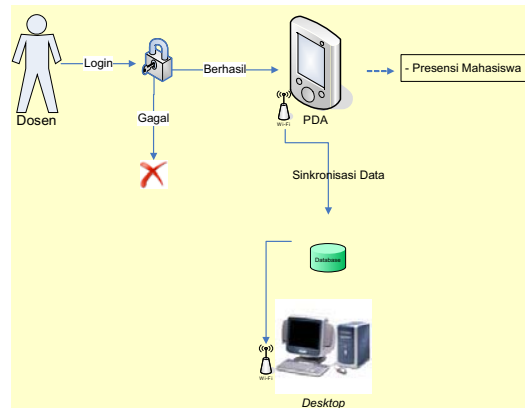 Login
Berhasil
- Presensi Mahasiswa
Dosen
Gagal
Wi-Fi
PDA
Sinkronisasi Data
Database
Wi-Fi
Desktop